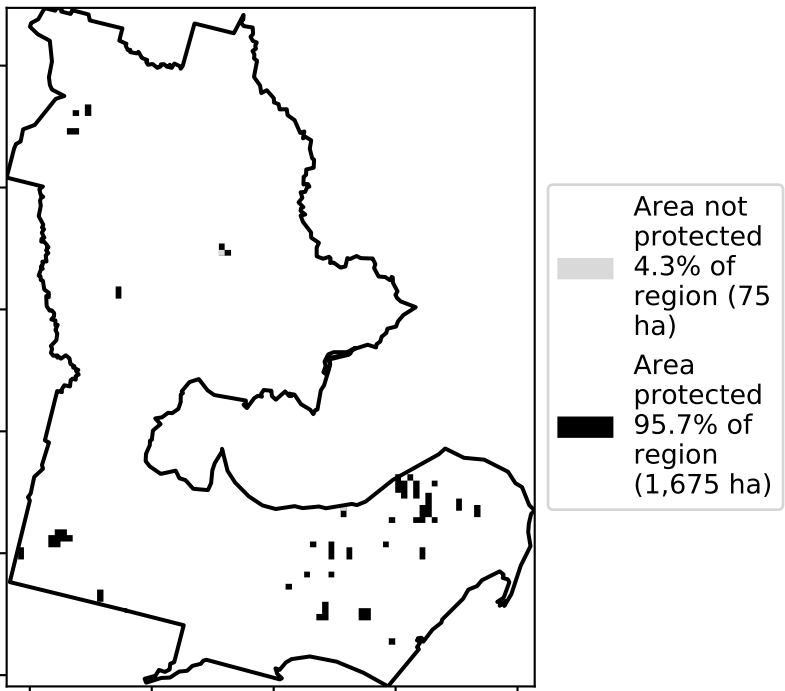 Area not
protected
4.3% of
region (75
ha)
Area
protected
95.7% of
region
(1,675 ha)